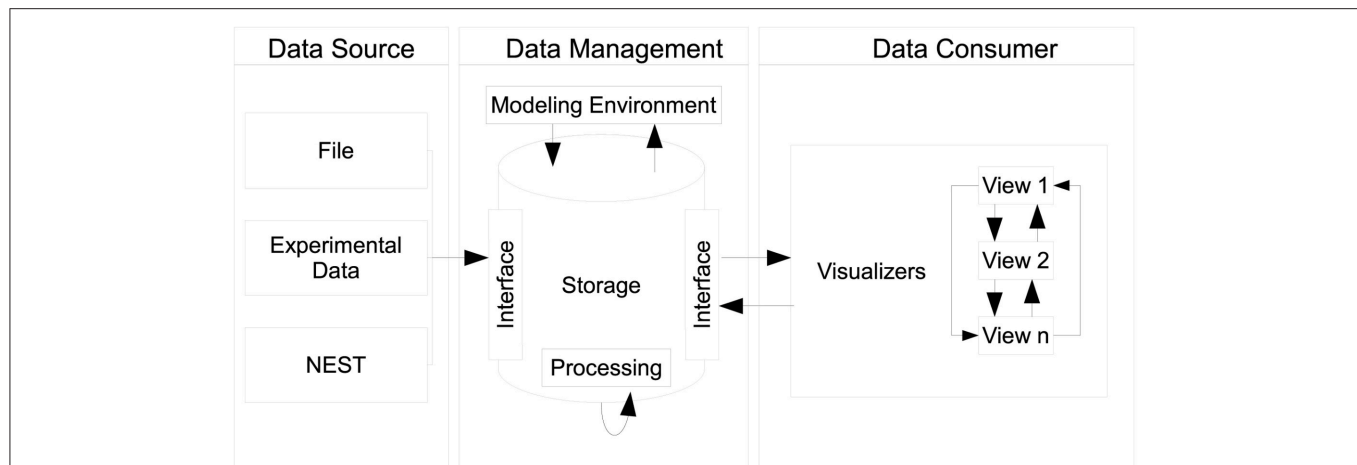 Data Source
Data Management
Data Consumer
File
Experimental
Data
NEST
Modeling Environment
Interface
Storage
Interface
Processing
Visualizers
View 1
View 2
View n